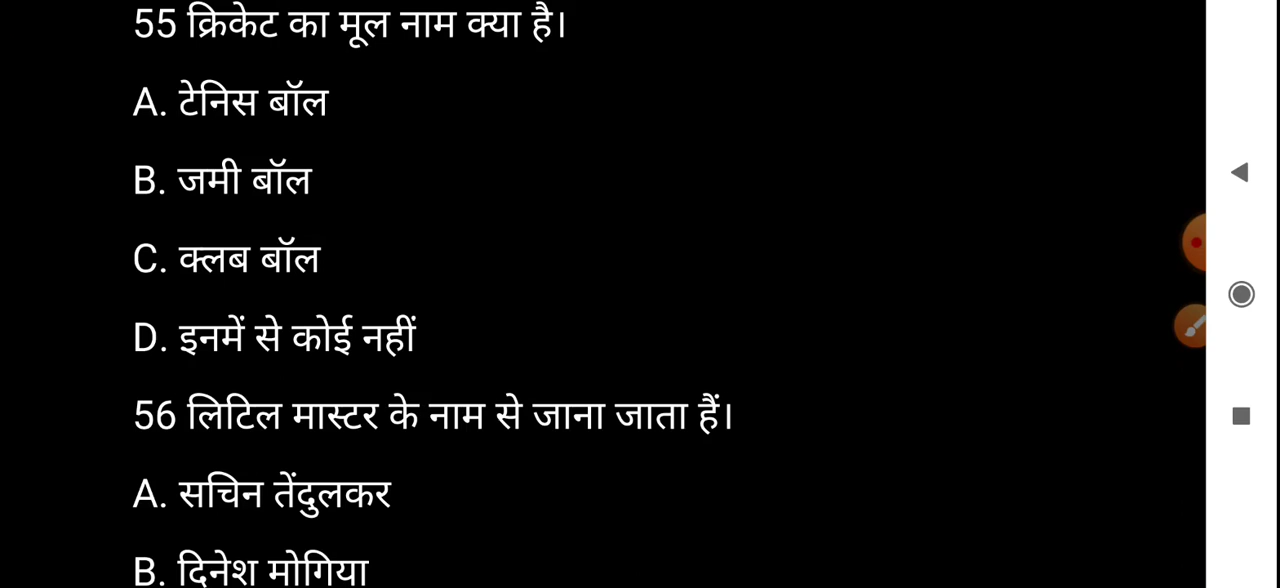 55 क्रिकेट का मूल नाम क्या है।
A. टेनिस बॉल
B. जमी बॉल
C. क्लब बॉल
D. इनमें से कोई नहीं
56 लिटिल मास्टर के नाम से जाना जाता हैं।
A. सचिन तेंदुलकर
B. दिनेश मोगिया